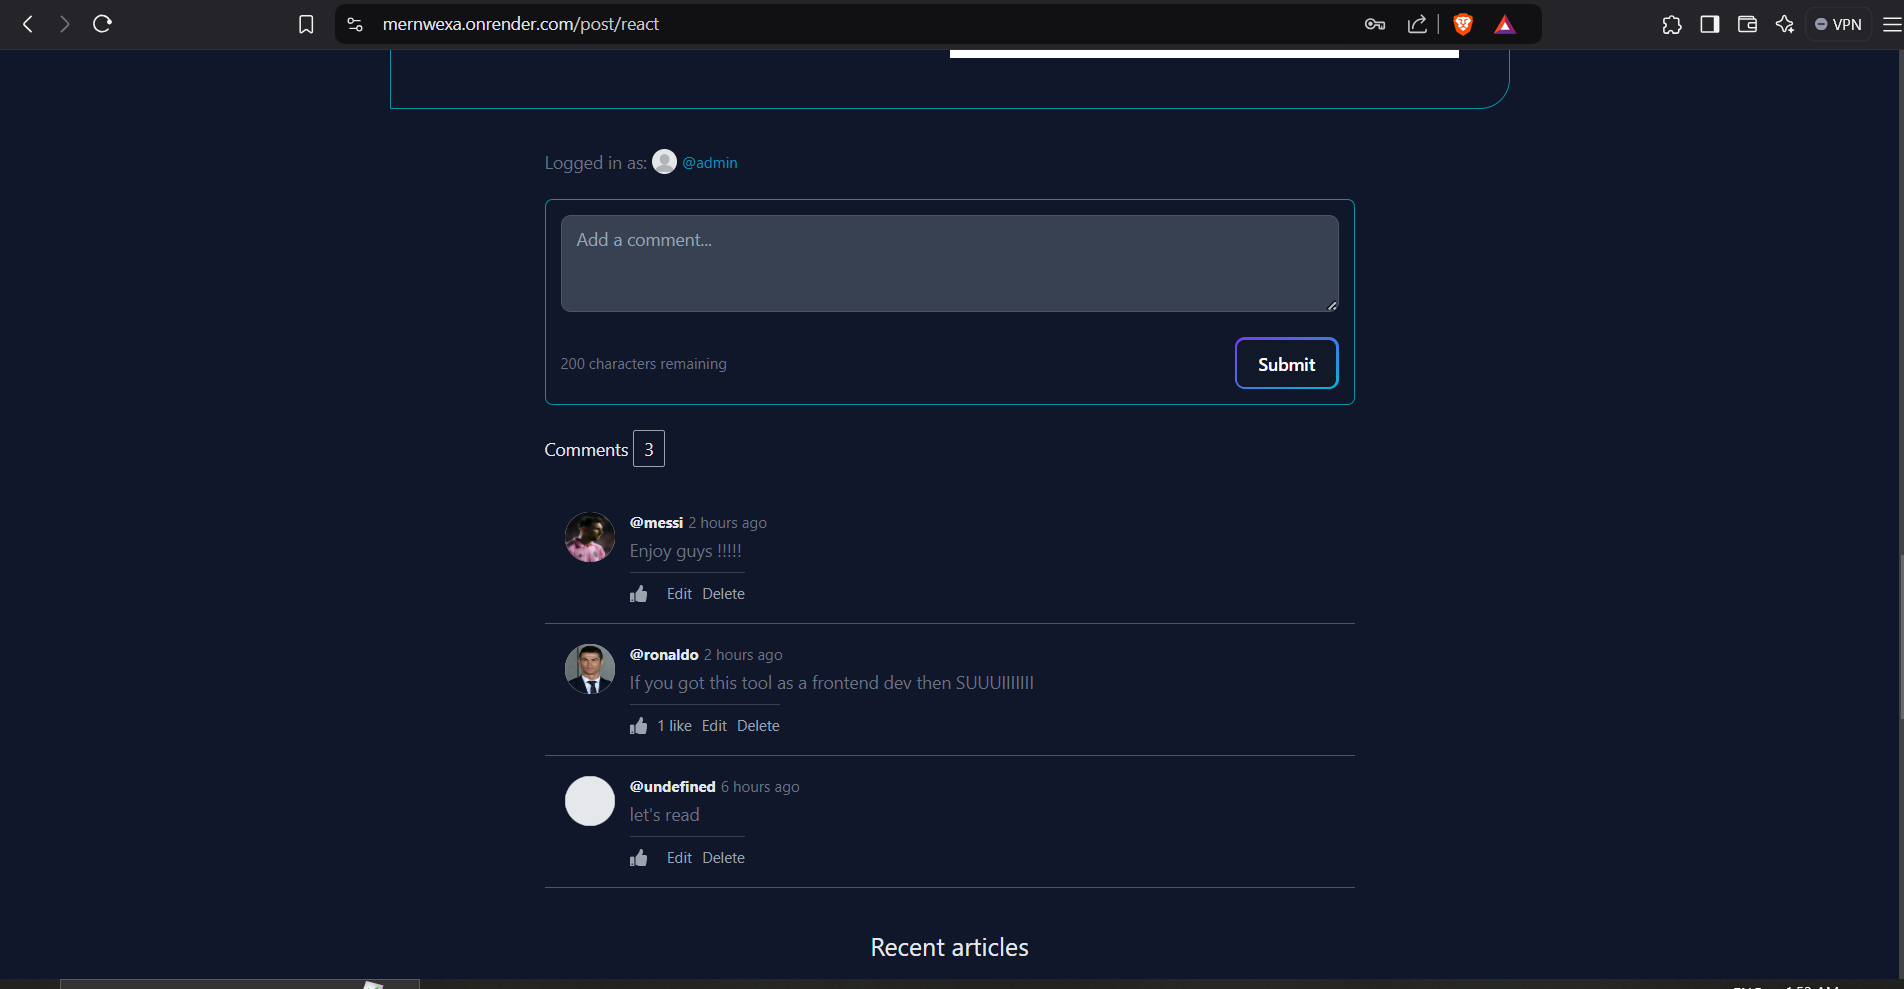 mernwexa.onrender.com/post/react
VPN
Logged in as: @admin
Add a comment...
200 characters remaining
Submit
Comments 3
@messi 2 hours ago
Enjoy guys !!!!!
Edit Delete
@ronaldo 2 hours ago
If you got this tool as a frontend dev then SUUUIIIIIII
1 like Edit Delete
@undefined 6 hours ago
let's read
Edit Delete
Recent articles